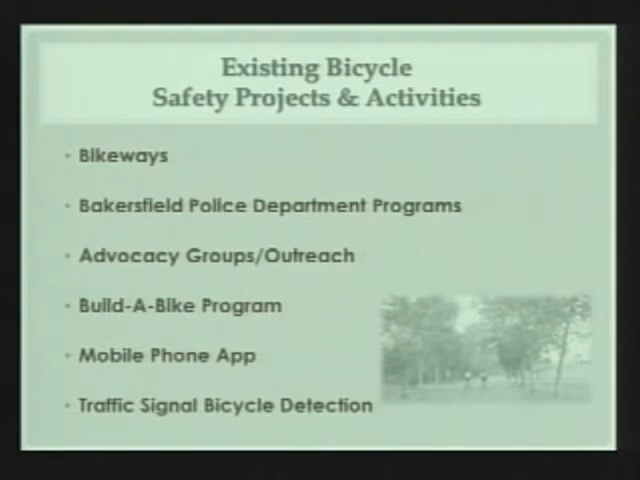 Existing Bicycle
Safety Projects & Activities
• Bikeways
• Bakersfield Police Department Programs
• Advocacy Groups/Outreach
• Build-A-Bike Program
• Mobile Phone App
• Traffic Signal Bicycle Detection